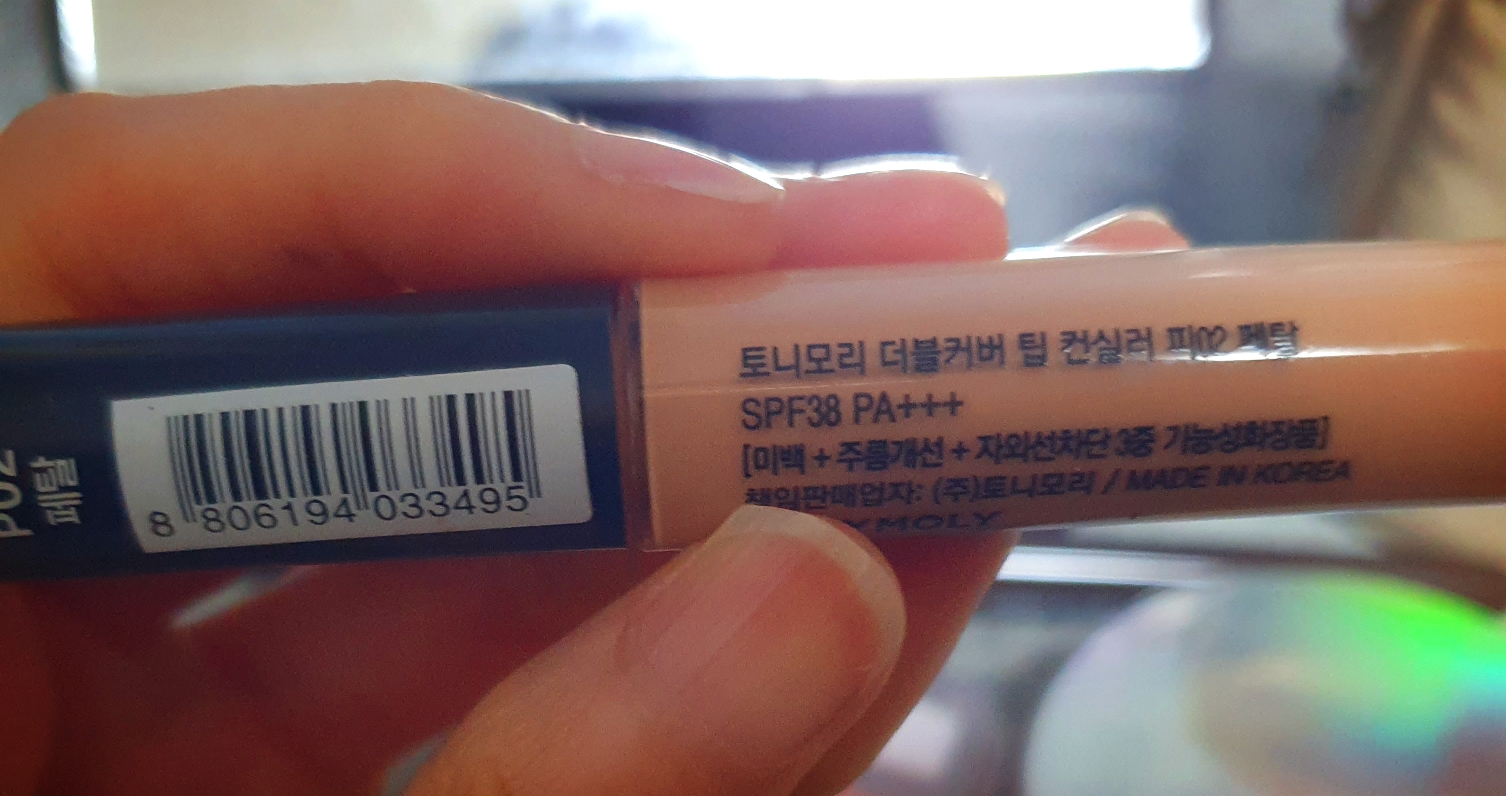 P02
페탈
8 806194 033495
토니모리 더블커버 팁 컨실러 피02 페탈
SPF38 PA+++
[미백 + 주름개선 + 자외선차단 3중 기능성화장품]
책임판매업자: (주)토니모리 / MADE IN KOREA
YMOLY